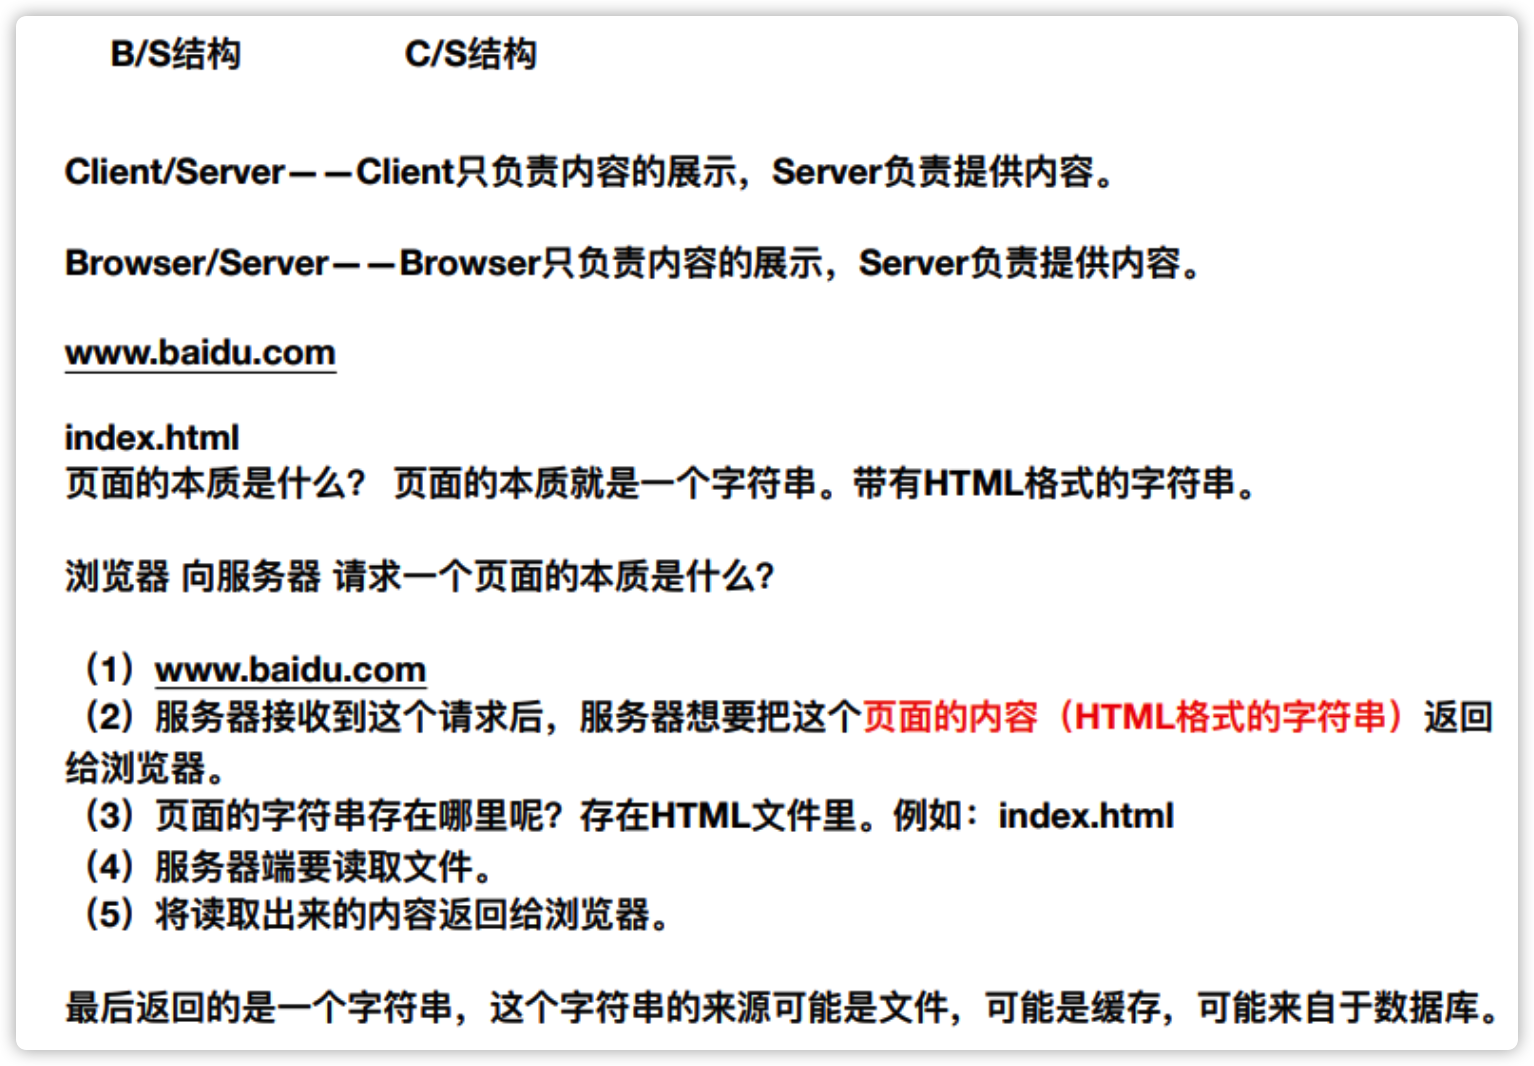 B/S结构 C/S结构
Client/Server——Client只负责内容的展示，Server负责提供内容。
Browser/Server——Browser只负责内容的展示，Server负责提供内容。
www.baidu.com
index.html
页面的本质是什么？ 页面的本质就是一个字符串。带有HTML格式的字符串。
浏览器 向服务器 请求一个页面的本质是什么？
（1）www.baidu.com
（2）服务器接收到这个请求后，服务器想要把这个页面的内容（HTML格式的字符串）返回
给浏览器。
（3）页面的字符串存在哪里呢？存在HTML文件里。例如：index.html
（4）服务器端要读取文件。
（5）将读取出来的内容返回给浏览器。
最后返回的是一个字符串，这个字符串的来源可能是文件，可能是缓存，可能来自于数据库。